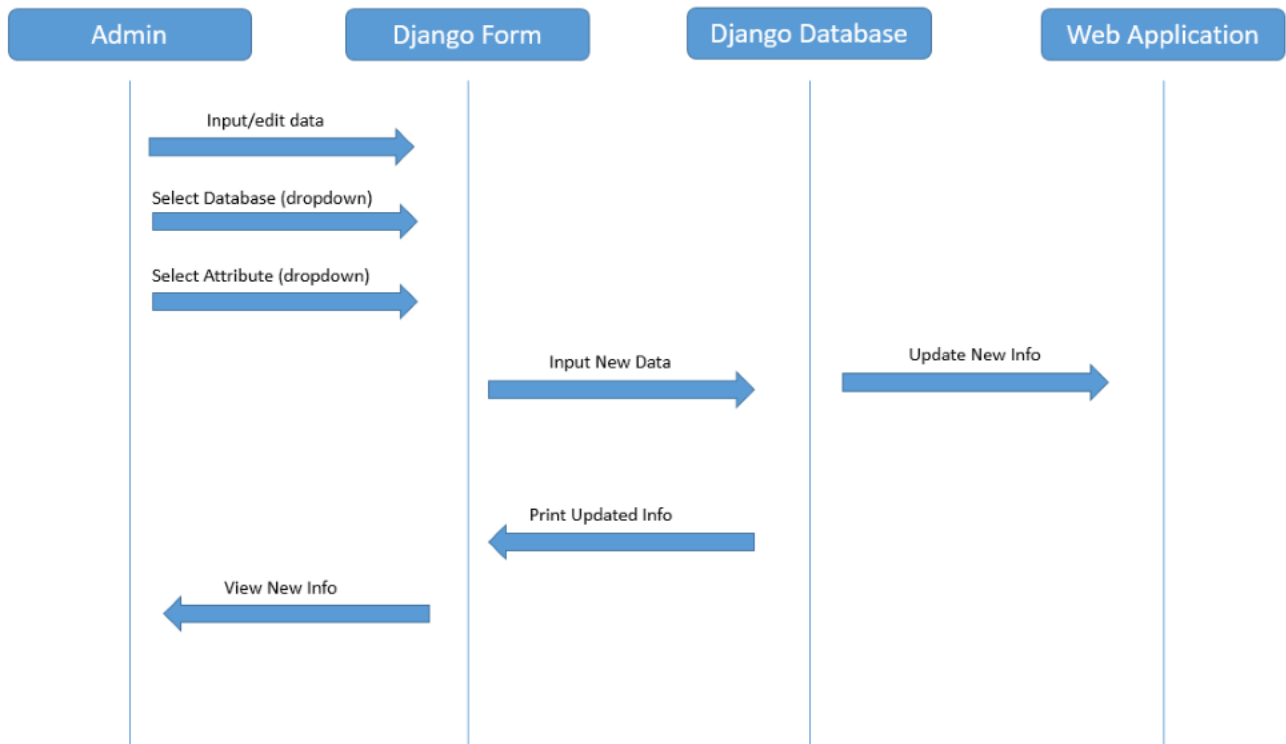 Admin
Django Form
Django Database
Web Application
Input/edit data
Select Database (dropdown)
Select Attribute (dropdown)
Input New Data
Update New Info
Print Updated Info
View New Info